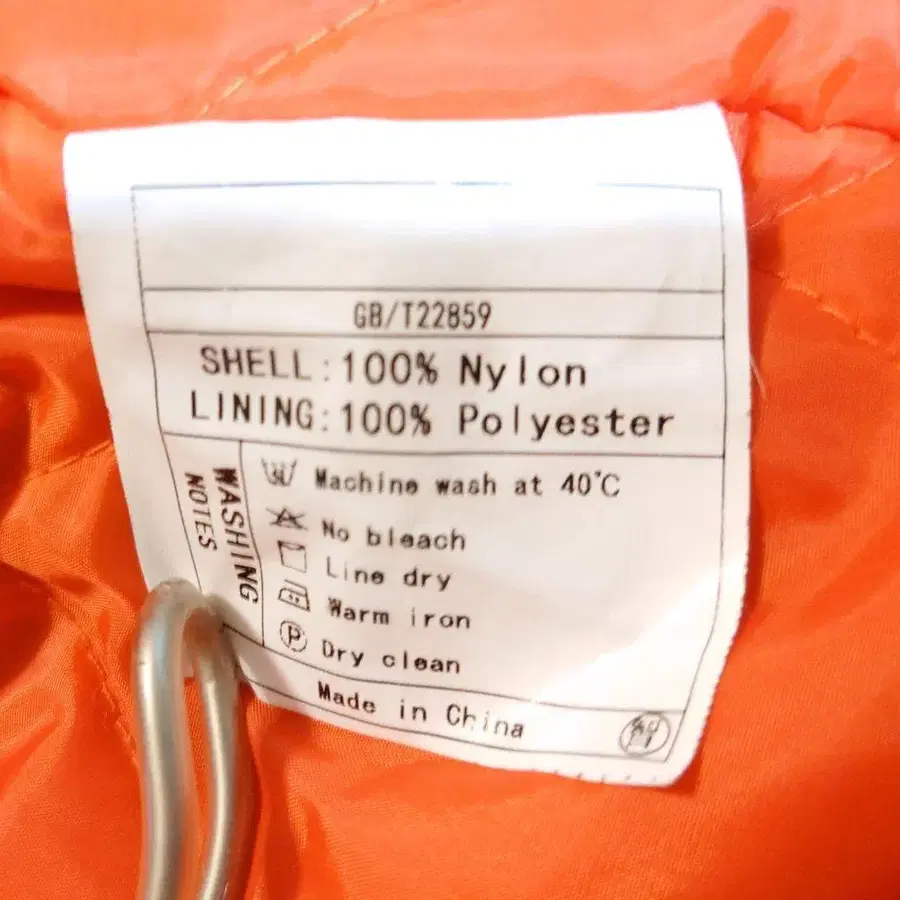 GB/T22859
SHELL:100% Nylon
LINING:100% Polyester
WASHING
NOTES
Machine wash at 40℃
No bleach
Line dry
Warm iron
P Dry clean
Made in China